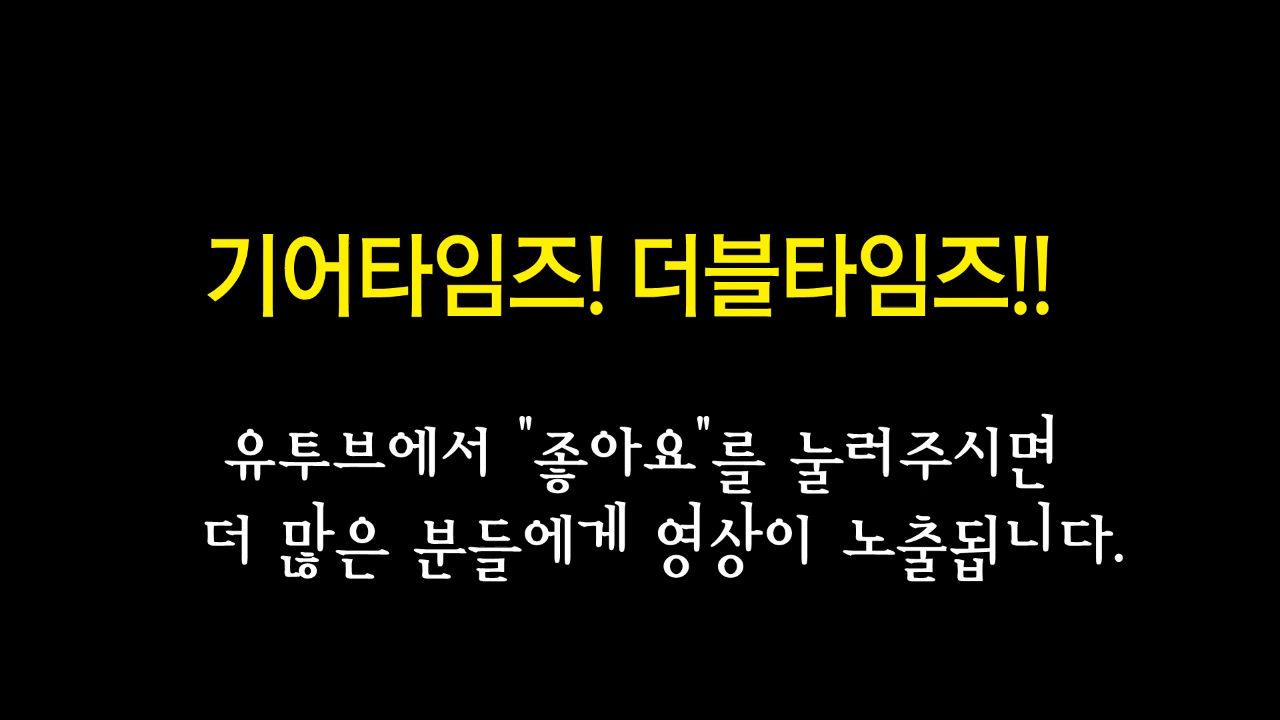 기어타임즈! 더블타임즈!!
유투브에서 "좋아요"를 눌러주시면
더 많은 분들에게 영상이 노출됩니다.